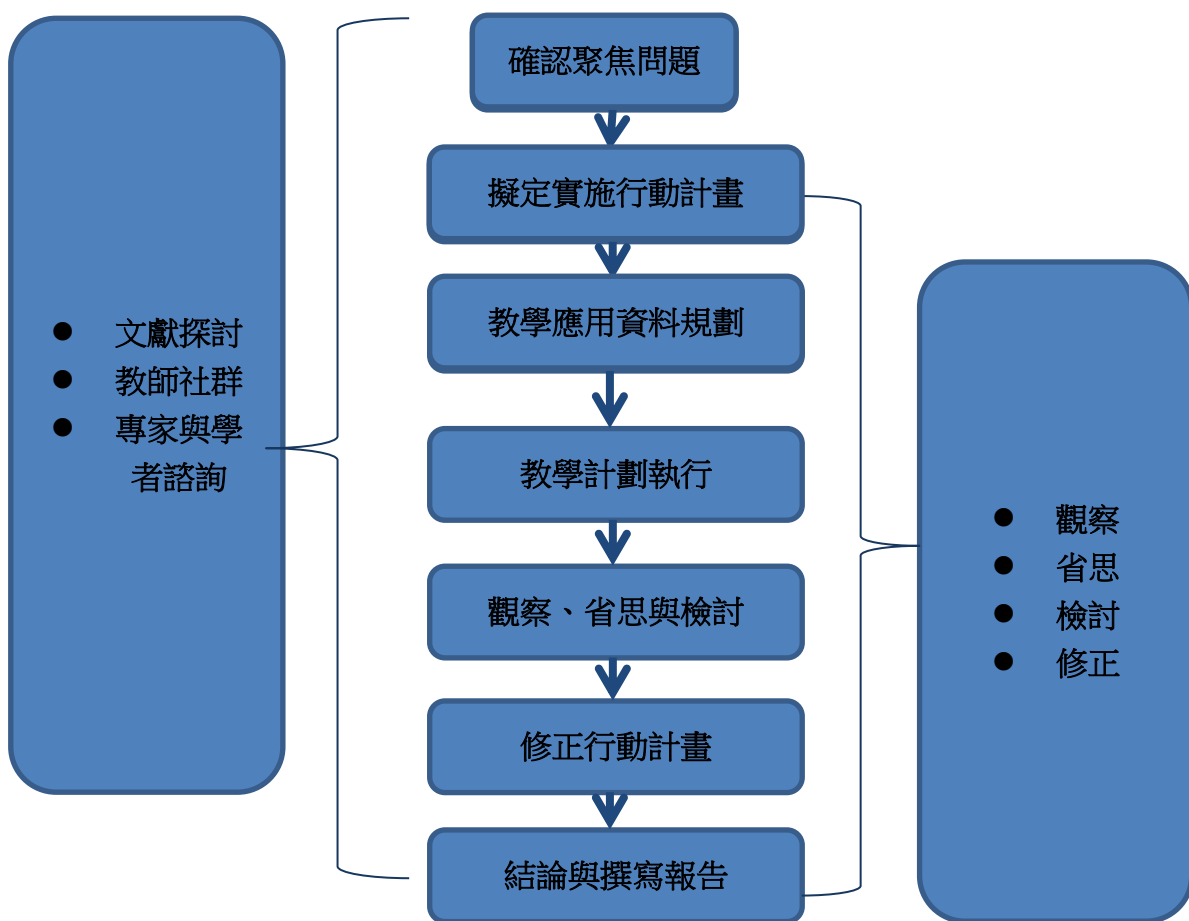 ● 文獻探討
● 教師社群
● 專家與學
者諮詢
確認聚焦問題
擬定實施行動計畫
教學應用資料規劃
教學計劃執行
觀察、省思與檢討
修正行動計畫
結論與撰寫報告
● 觀察
● 省思
● 檢討
● 修正